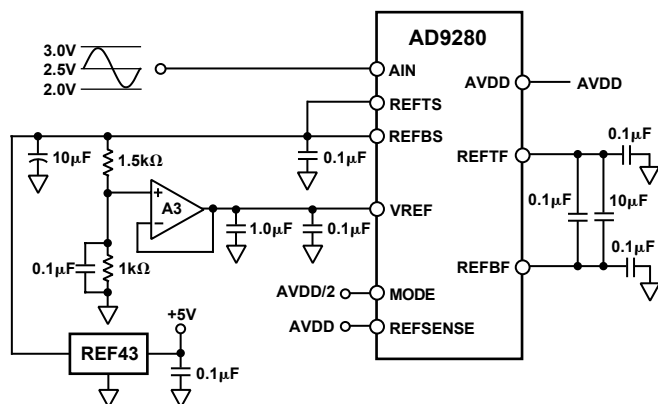 AD9280
3.0V
2.5V
2.0V
AIN
AVDD
AVDD
REFTS
REFBS
10µF
1.5kΩ
0.1µF
REFTF
0.1µF
A3
+
–
VREF
1.0µF
0.1µF
0.1µF
10µF
0.1µF
1kΩ
REFBF
0.1µF
AVDD/2
MODE
AVDD
REFSENSE
+5V
REF43
0.1µF